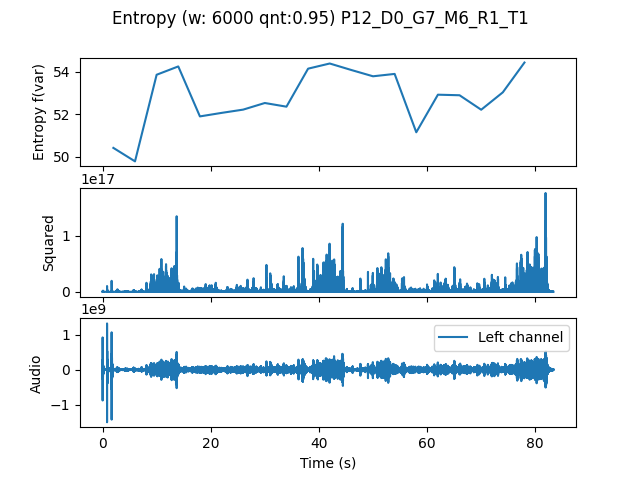 Entropy (w: 6000 qnt:0.95) P12_D0_G7_M6_R1_T1
54
52
50
Entropy f(var)
1e17
1
0
Squared
1e9
1
0
−1
Audio
Left channel
0 20 40 60 80
Time (s)